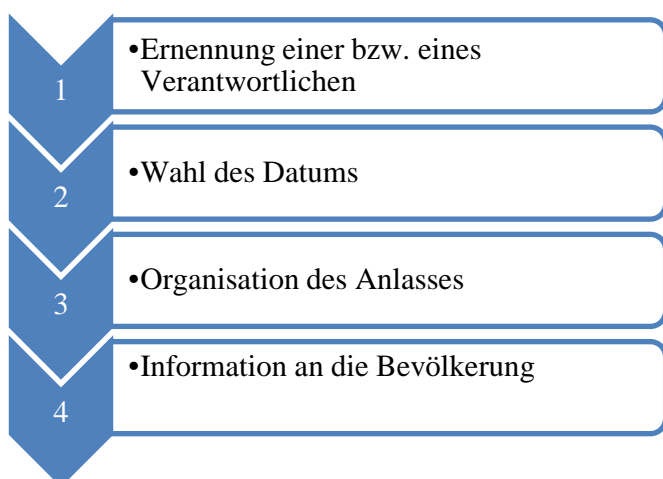 1
•Ernennung einer bzw. eines
Verantwortlichen
2
•Wahl des Datums
3
•Organisation des Anlasses
4
•Information an die Bevölkerung